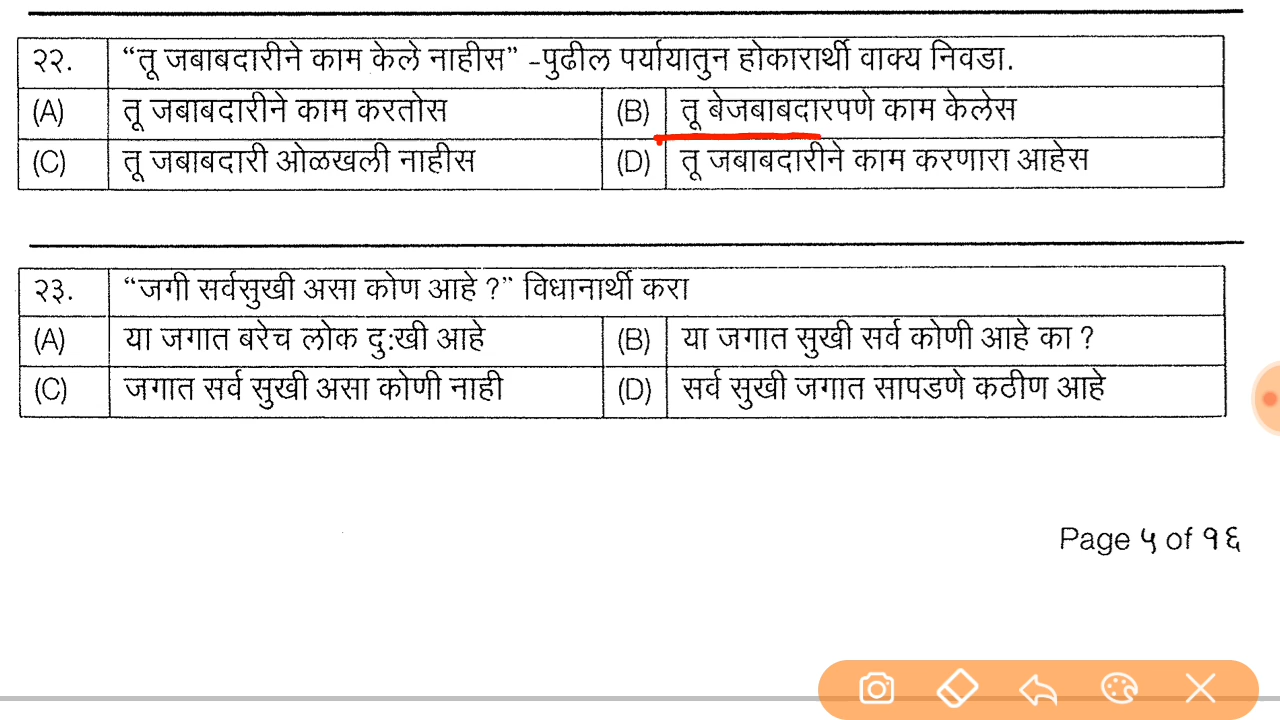 २२. “तू जबाबदारीने काम केले नाहीस” -पुढील पर्यायातुन होकारार्थी वाक्य निवडा.
(A) तू जबाबदारीने काम करतोस (B) तू बेजबाबदारपणे काम केलेस
(C) तू जबाबदारी ओळखली नाहीस (D) तू जबाबदारीने काम करणारा आहेस
२३. “जगी सर्वसुखी असा कोण आहे ?” विधानार्थी करा
(A) या जगात बरेच लोक दुःखी आहे (B) या जगात सुखी सर्व कोणी आहे का ?
(C) जगात सर्व सुखी असा कोणी नाही (D) सर्व सुखी जगात सापडणे कठीण आहे
Page ५ of १६